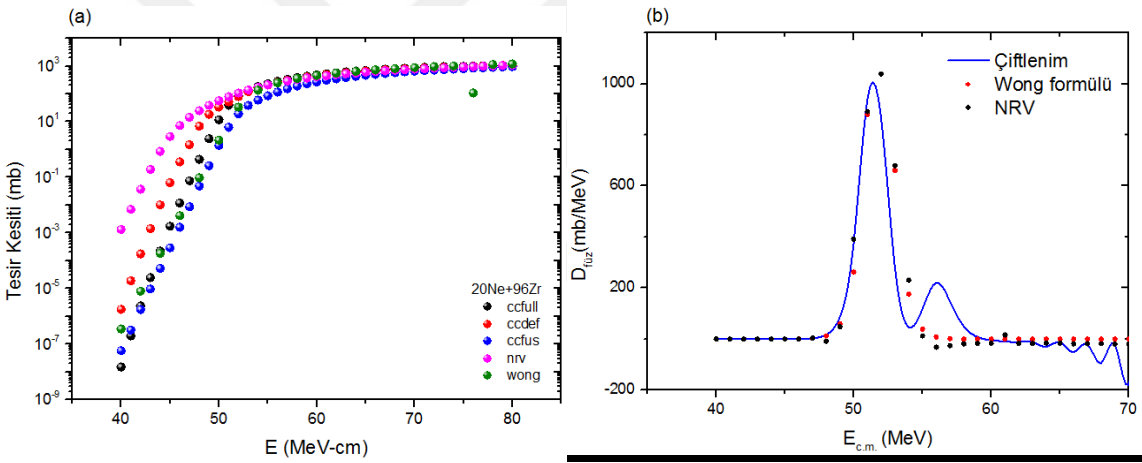 (a)
Tesir Kesiti (mb)
10^3
10^1
10^-1
10^-3
10^-5
10^-7
10^-9
20Ne+96Zr
ccfull
ccdef
ccfus
nrv
wong
40
50
60
70
80
E (MeV-cm)
(b)
D_füz(mb/MeV)
1000
600
200
-200
Çiftlenim
Wong formülü
NRV
40
50
60
70
E_c.m. (MeV)